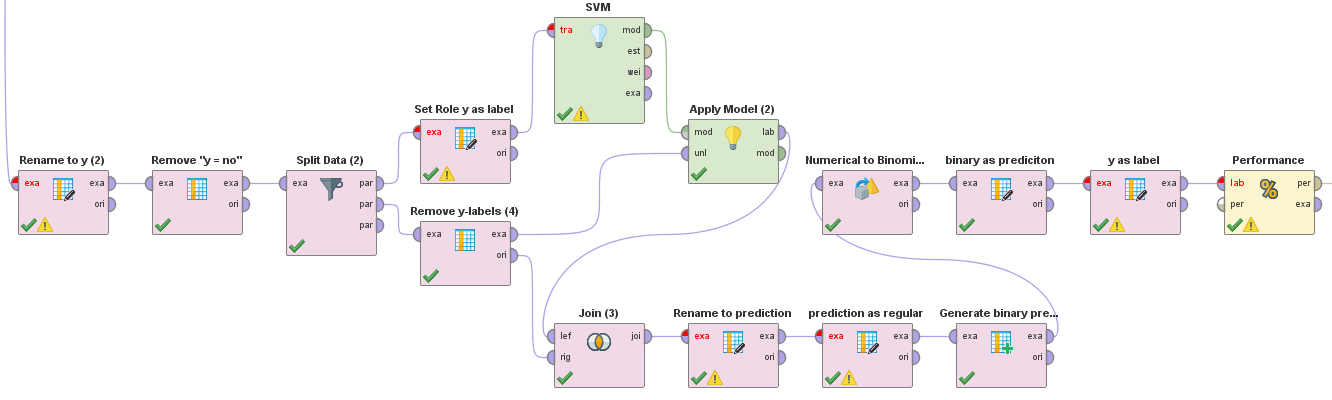 SVM
tra mod
est
wei
exa
Set Role y as label
exa exa
ori
Apply Model (2)
mod lab
unl mod
Rename to y (2)
exa exa
ori
Remove "y = no"
exa exa
ori
Split Data (2)
exa par
par
par
Remove y-labels (4)
exa exa
ori
Numerical to Binomi...
exa exa
ori
binary as prediciton
exa exa
ori
y as label
exa exa
ori
Performance
lab per
per exa
%
Join (3)
lef joi
rig
Rename to prediction
exa exa
ori
prediction as regular
exa exa
ori
Generate binary pre...
exa exa
ori